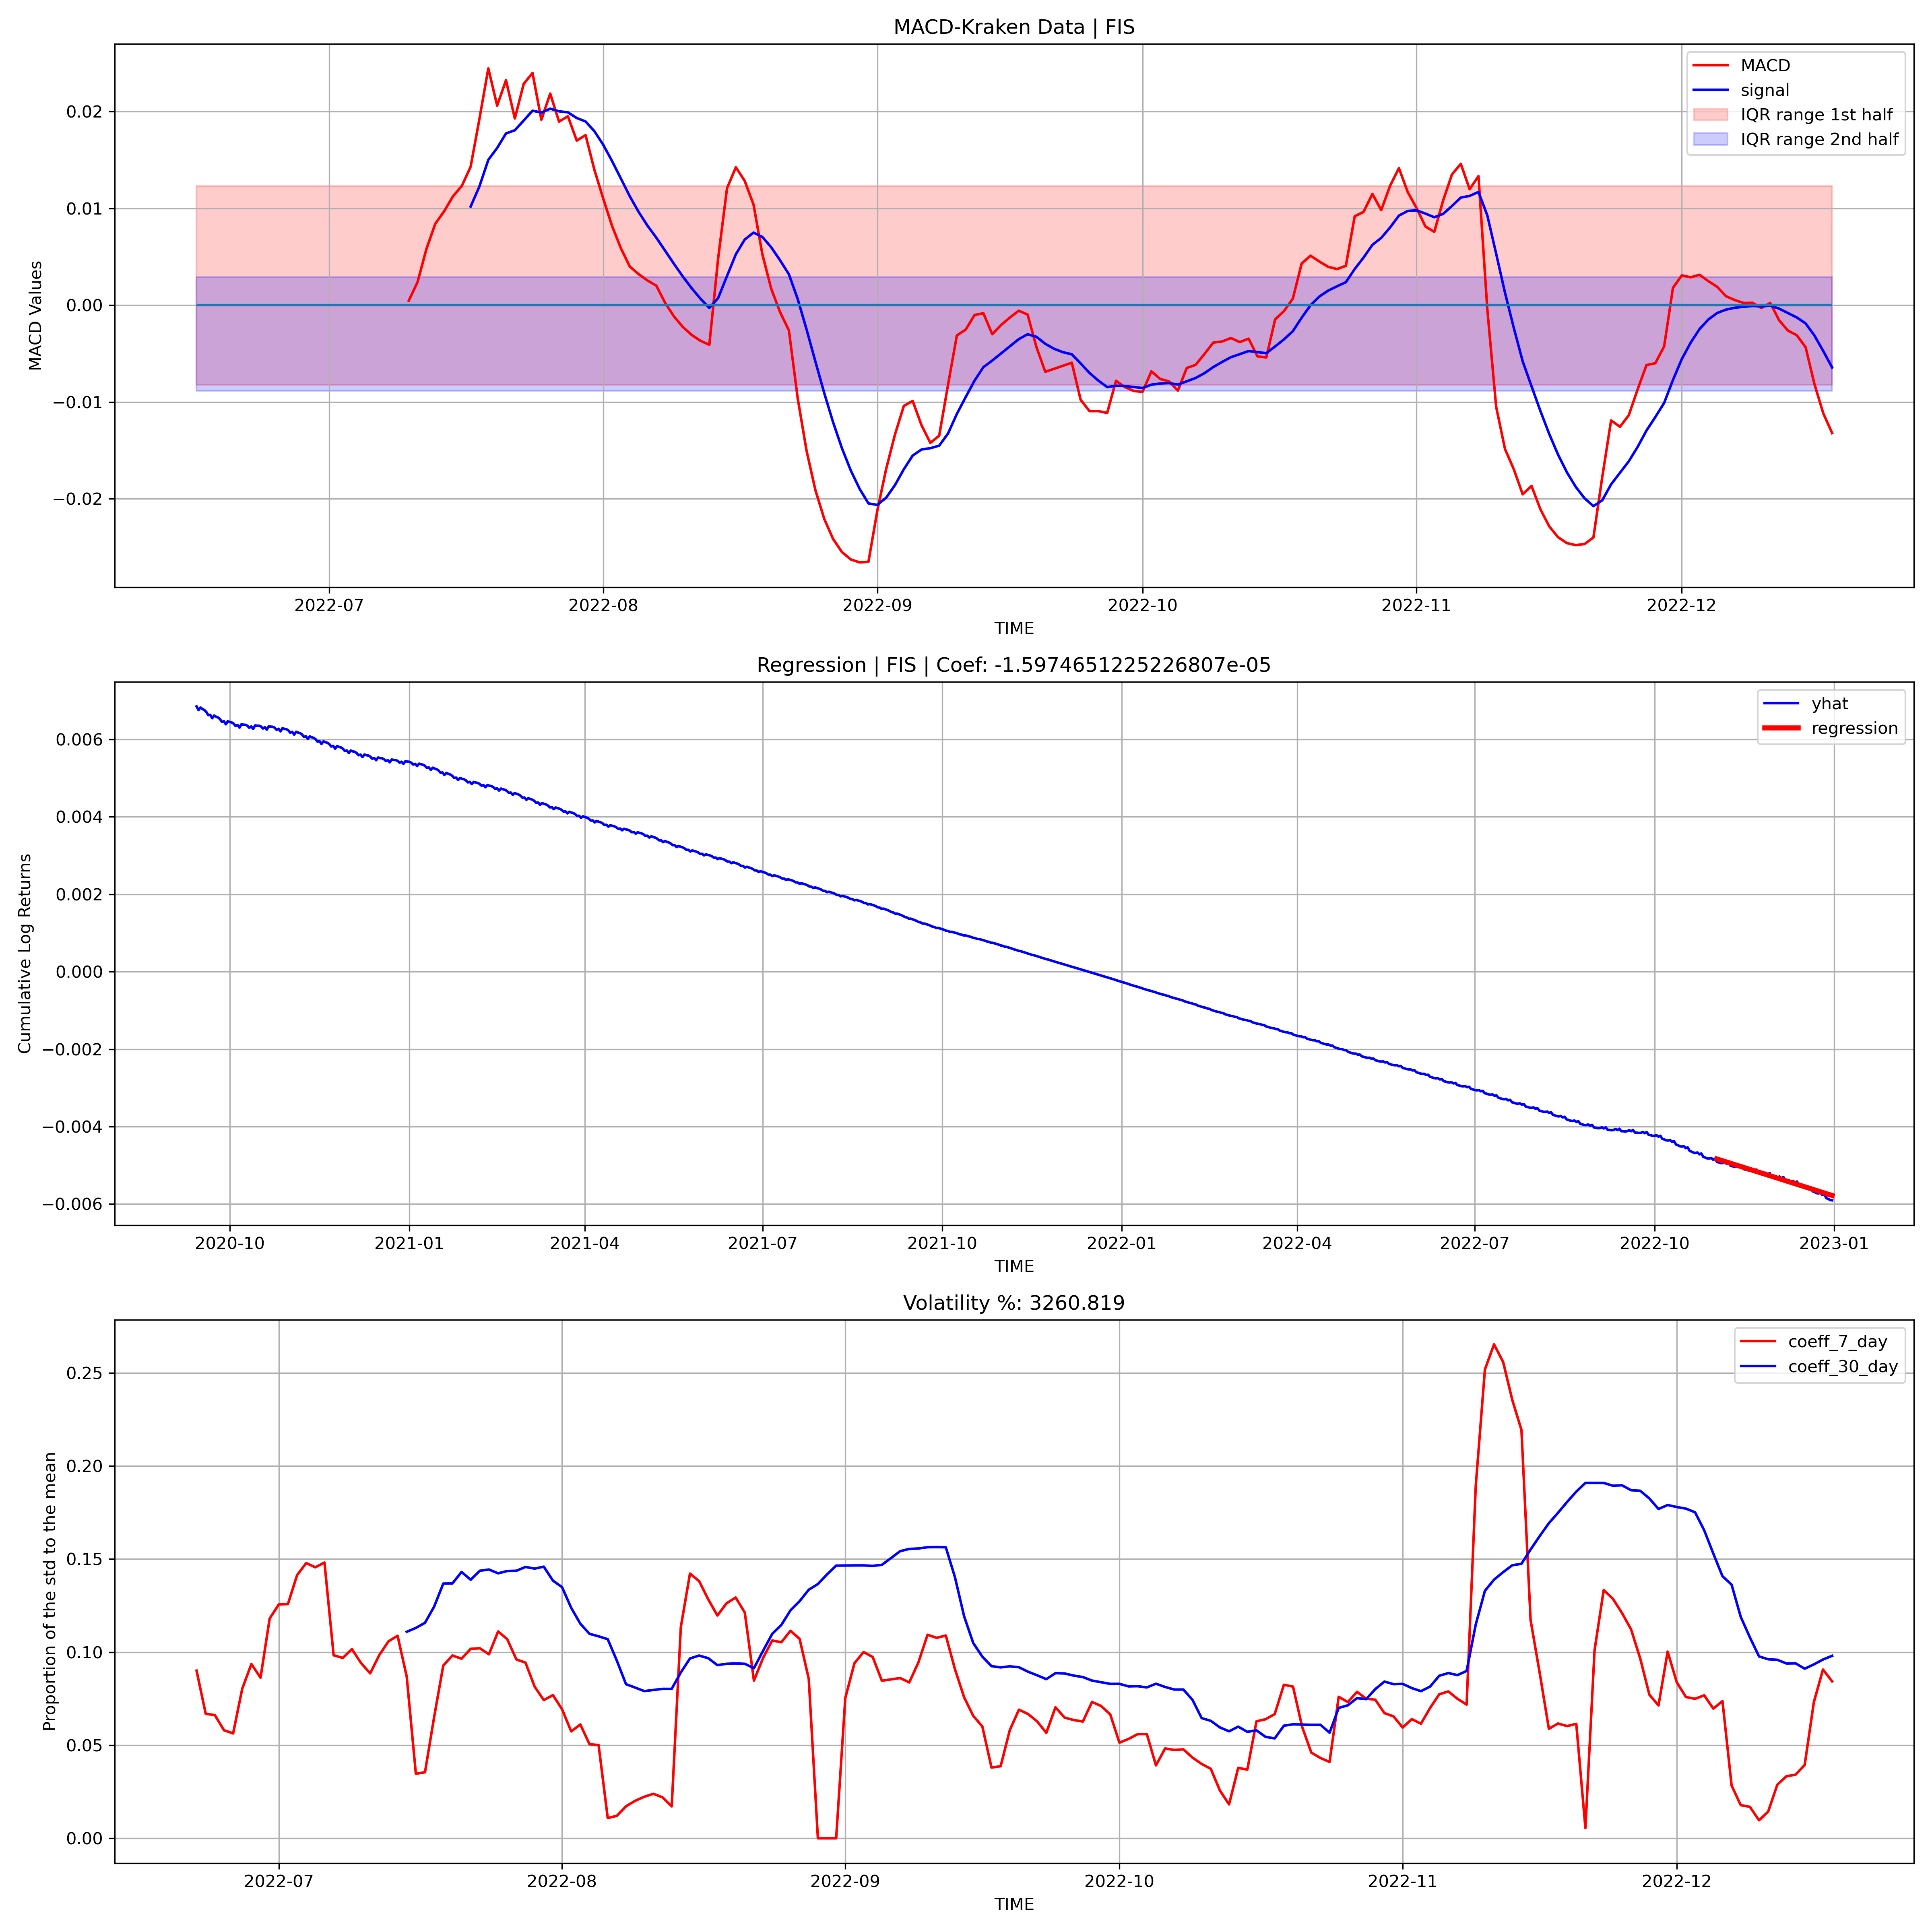 MACD-Kraken Data | FIS
MACD Values
0.02
0.01
0.00
−0.01
−0.02
MACD
signal
IQR range 1st half
IQR range 2nd half
2022-07
2022-08
2022-09
2022-10
2022-11
2022-12
TIME
Regression | FIS | Coef: -1.5974651225226807e-05
Cumulative Log Returns
0.006
0.004
0.002
0.000
−0.002
−0.004
−0.006
yhat
regression
2020-10
2021-01
2021-04
2021-07
2021-10
2022-01
2022-04
2022-07
2022-10
2023-01
TIME
Volatility %: 3260.819
Proportion of the std to the mean
0.25
0.20
0.15
0.10
0.05
0.00
coeff_7_day
coeff_30_day
2022-07
2022-08
2022-09
2022-10
2022-11
2022-12
TIME